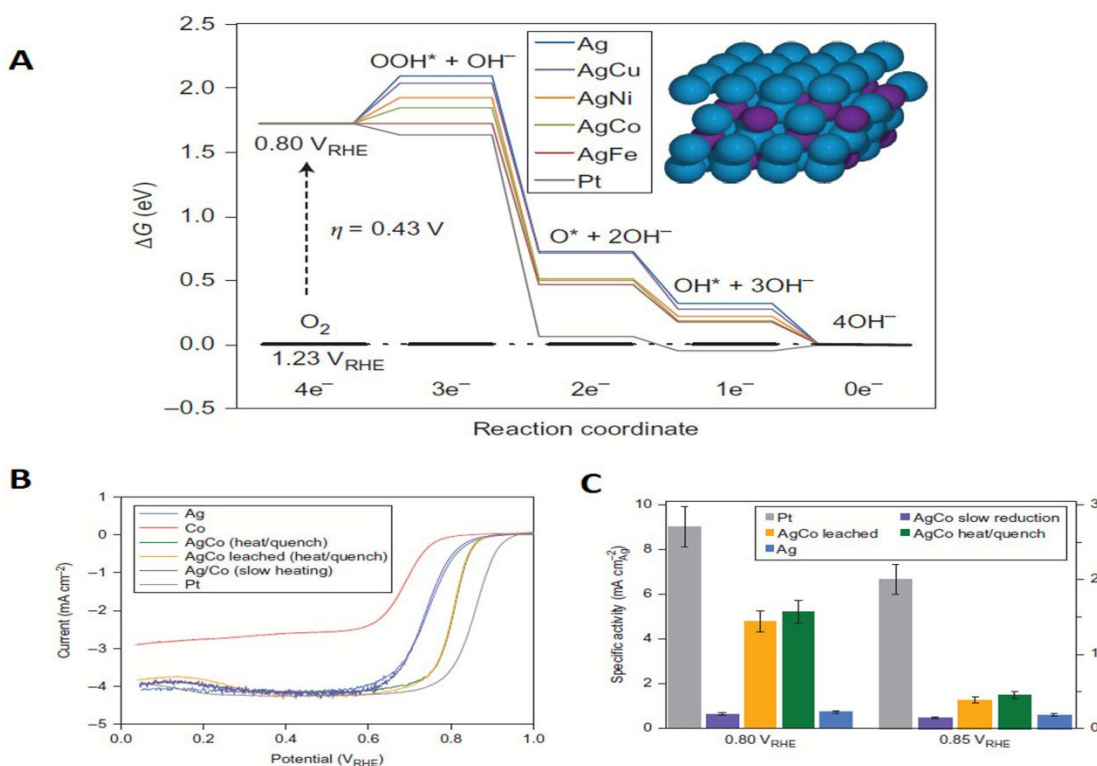 A
2.5
2.0
1.5
1.0
0.5
0.0
−0.5
ΔG (eV)
OOH* + OH⁻
Ag
AgCu
AgNi
AgCo
AgFe
Pt
0.80 V_RHE
η = 0.43 V
O₂
1.23 V_RHE
O* + 2OH⁻
OH* + 3OH⁻
4OH⁻
4e⁻ 3e⁻ 2e⁻ 1e⁻ 0e⁻
Reaction coordinate
B
1
0
−1
−2
−3
−4
−5
Current (mA cm⁻²)
Ag
Co
AgCo (heat/quench)
AgCo leached (heat/quench)
Ag/Co (slow heating)
Pt
0.0 0.2 0.4 0.6 0.8 1.0
Potential (V_RHE)
C
10
8
6
4
2
0
Specific activity (mA cm⁻²_Ag)
Pt
AgCo leached
Ag
AgCo slow reduction
AgCo heat/quench
3
2
1
0
0.80 V_RHE 0.85 V_RHE